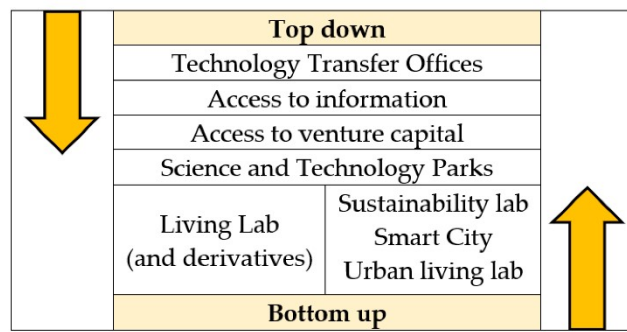 Top down
Technology Transfer Offices
Access to information
Access to venture capital
Science and Technology Parks
Living Lab
(and derivatives)
Sustainability lab
Smart City
Urban living lab
Bottom up